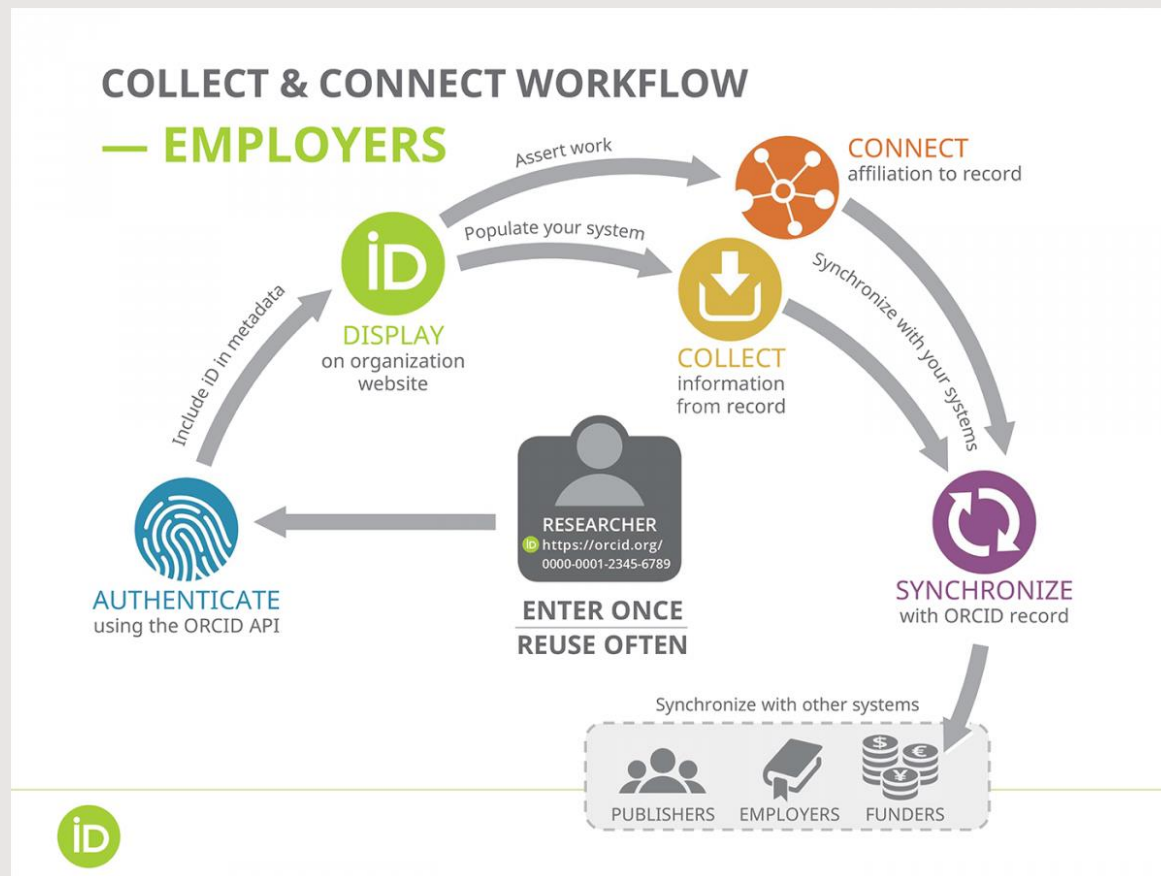 COLLECT & CONNECT WORKFLOW
— EMPLOYERS
Assert work
CONNECT
affiliation to record
Populate your system
iD
DISPLAY
on organization
website
Include iD in metadata
COLLECT
information
from record
Synchronize with your systems
RESEARCHER
iD https://orcid.org/
0000-0001-2345-6789
ENTER ONCE
REUSE OFTEN
AUTHENTICATE
using the ORCID API
SYNCHRONIZE
with ORCID record
Synchronize with other systems
$ € ¥
PUBLISHERS EMPLOYERS FUNDERS
iD